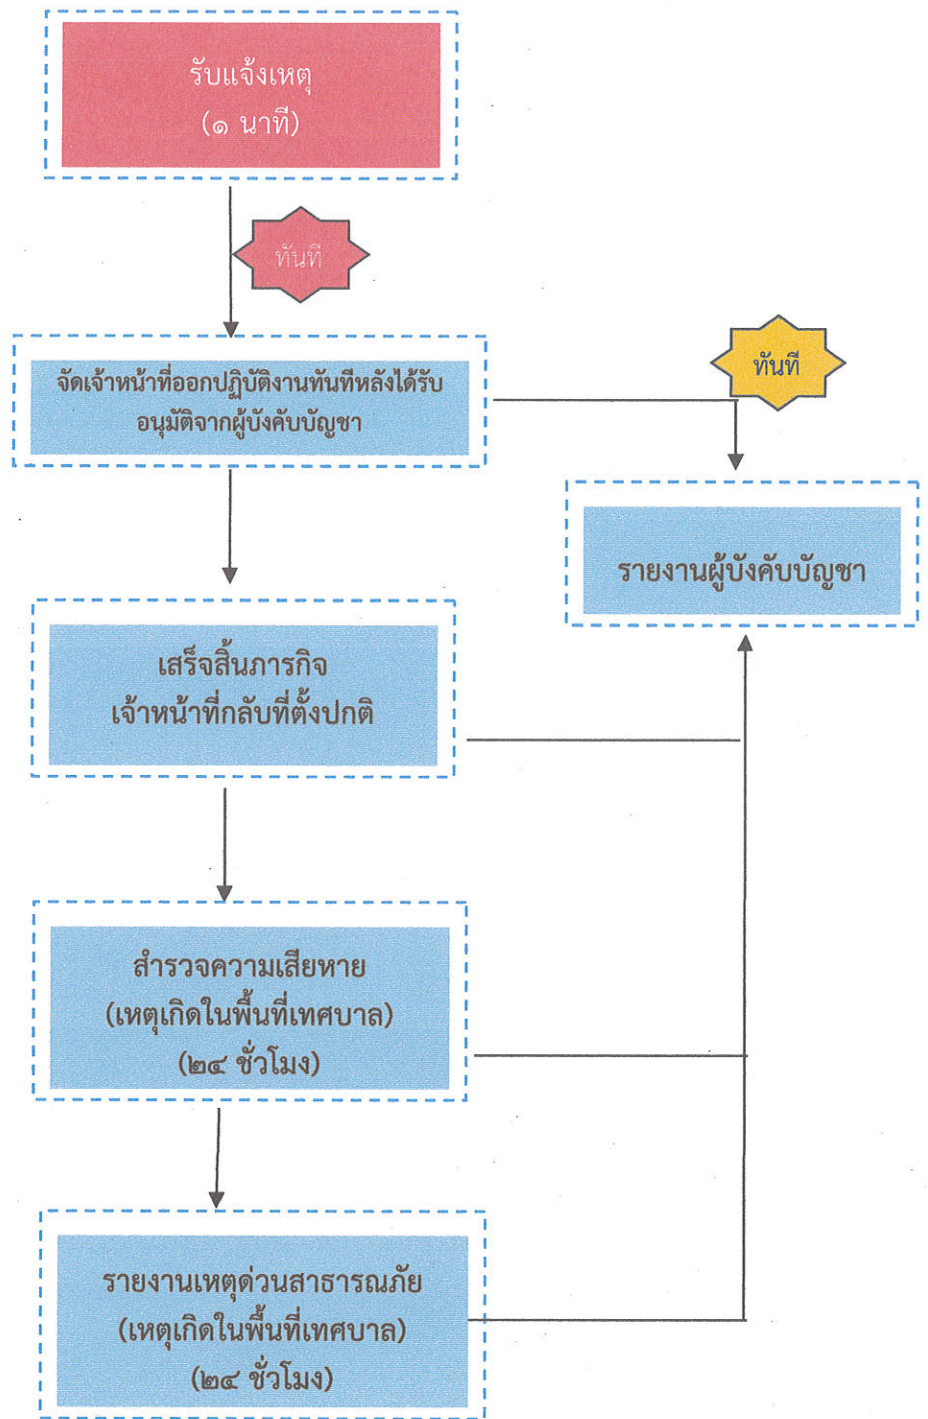 รับแจ้งเหตุ
(๑ นาที)
ทันที
จัดเจ้าหน้าที่ออกปฏิบัติงานทันทีหลังได้รับ
อนุมัติจากผู้บังคับบัญชา
ทันที
รายงานผู้บังคับบัญชา
เสร็จสิ้นภารกิจ
เจ้าหน้าที่กลับที่ตั้งปกติ
สำรวจความเสียหาย
(เหตุเกิดในพื้นที่เทศบาล)
(๒๔ ชั่วโมง)
รายงานเหตุด่วนสาธารณภัย
(เหตุเกิดในพื้นที่เทศบาล)
(๒๔ ชั่วโมง)